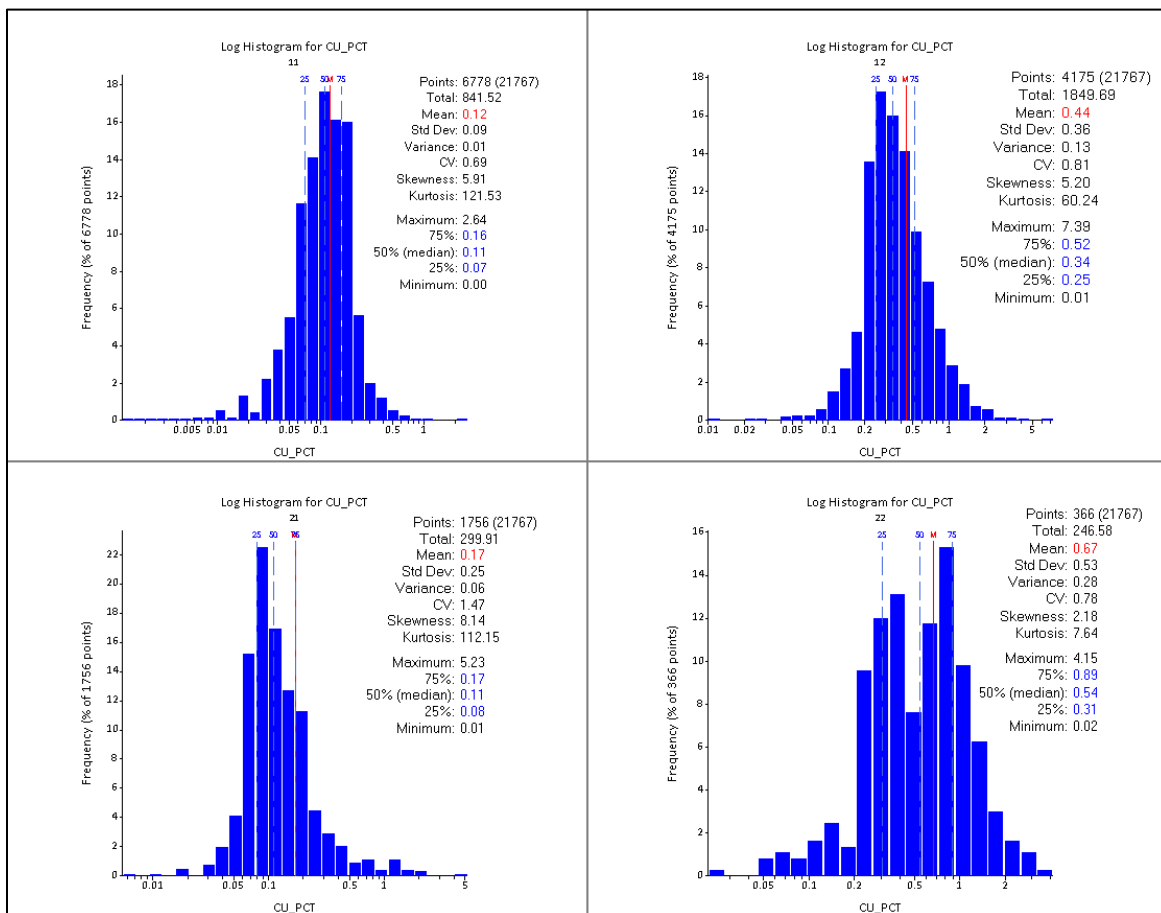 Log Histogram for CU_PCT
11
25 50 M 75
Points: 6778 (21767)
Total: 841.52
Mean: 0.12
Std Dev: 0.09
Variance: 0.01
CV: 0.69
Skewness: 5.91
Kurtosis: 121.53
Maximum: 2.64
75%: 0.16
50% (median): 0.11
25%: 0.07
Minimum: 0.00
Frequency (% of 6778 points)
18
16
14
12
10
8
6
4
2
0
0.005 0.01 0.05 0.1 0.5 1
CU_PCT
Log Histogram for CU_PCT
12
25 50 M 75
Points: 4175 (21767)
Total: 1849.69
Mean: 0.44
Std Dev: 0.36
Variance: 0.13
CV: 0.81
Skewness: 5.20
Kurtosis: 60.24
Maximum: 7.39
75%: 0.52
50% (median): 0.34
25%: 0.25
Minimum: 0.01
Frequency (% of 4175 points)
18
16
14
12
10
8
6
4
2
0
0.01 0.02 0.05 0.1 0.2 0.5 1 2 5
CU_PCT
Log Histogram for CU_PCT
21
25 50 75
Points: 1756 (21767)
Total: 299.91
Mean: 0.17
Std Dev: 0.25
Variance: 0.06
CV: 1.47
Skewness: 8.14
Kurtosis: 112.15
Maximum: 5.23
75%: 0.17
50% (median): 0.11
25%: 0.08
Minimum: 0.01
Frequency (% of 1756 points)
22
20
18
16
14
12
10
8
6
4
2
0
0.01 0.05 0.1 0.5 1 5
CU_PCT
Log Histogram for CU_PCT
22
25 50 M 75
Points: 366 (21767)
Total: 246.58
Mean: 0.67
Std Dev: 0.53
Variance: 0.28
CV: 0.78
Skewness: 2.18
Kurtosis: 7.64
Maximum: 4.15
75%: 0.89
50% (median): 0.54
25%: 0.31
Minimum: 0.02
Frequency (% of 366 points)
16
14
12
10
8
6
4
2
0
0.05 0.1 0.2 0.5 1 2
CU_PCT